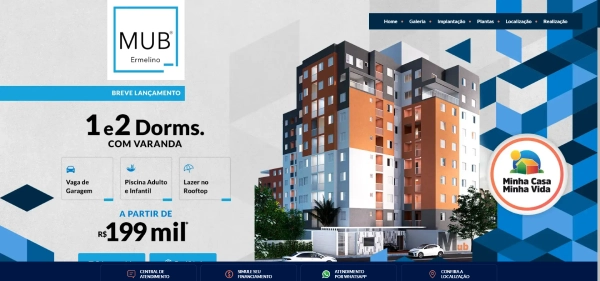 MUB®
Ermelino
Home • Galeria • Implantação • Plantas • Localização • Realização
BREVE LANÇAMENTO
1 e 2 Dorms.
COM VARANDA
Vaga de
Garagem
Piscina Adulto
e Infantil
Lazer no
Rooftop
A PARTIR DE
R$ 199 mil*
Minha Casa
Minha Vida
Mub
CENTRAL DE
ATENDIMENTO
SIMULE SEU
FINANCIAMENTO
ATENDIMENTO
POR WHATSAPP
CONFIRA A
LOCALIZAÇÃO